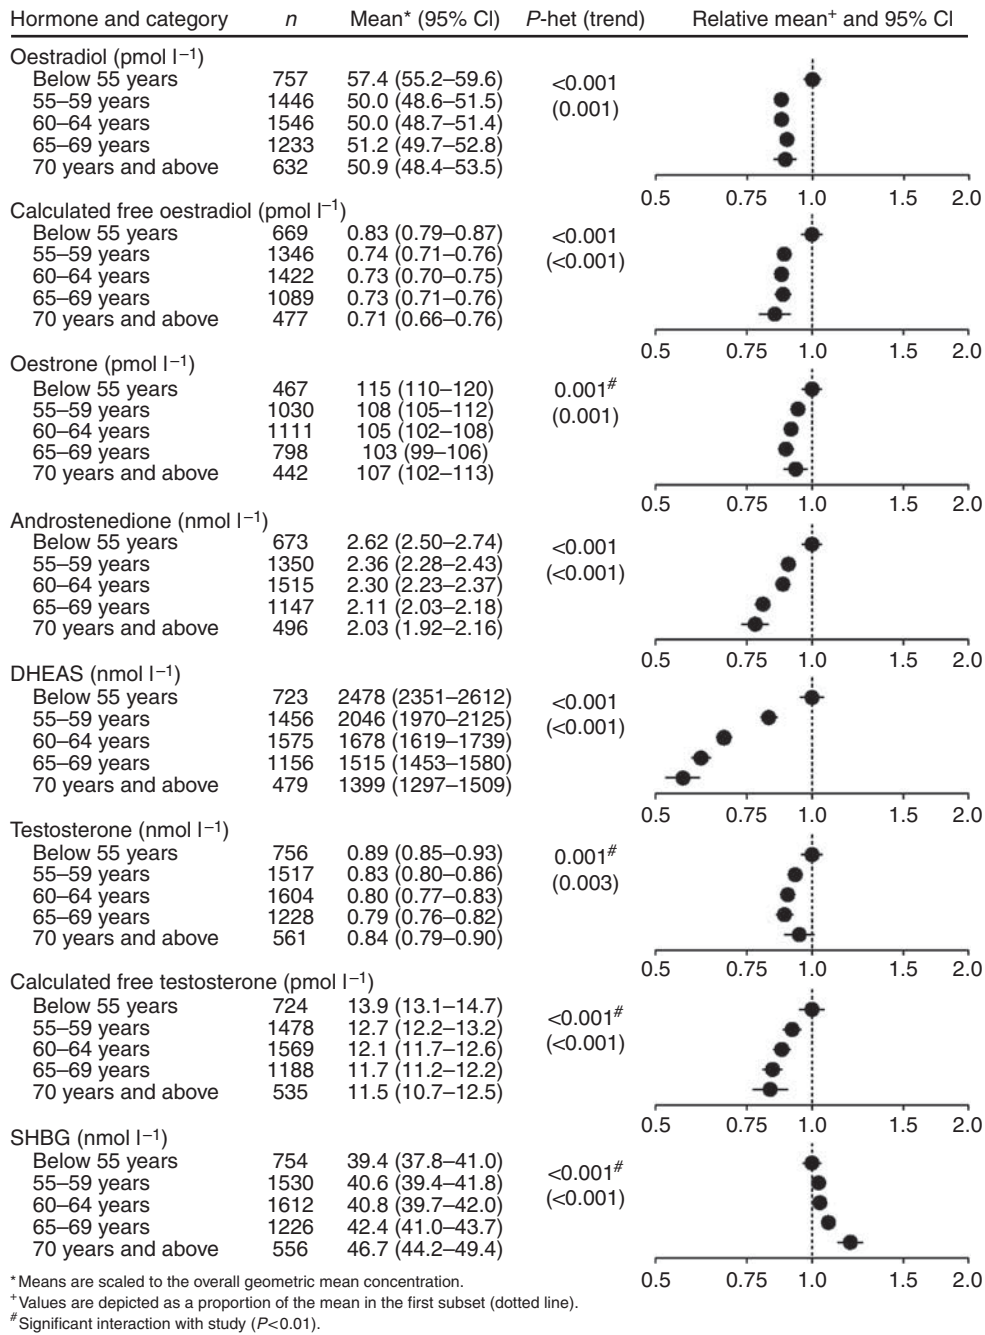 Hormone and category n Mean* (95% CI) P-het (trend) Relative mean+ and 95% CI
Oestradiol (pmol l−1)
Below 55 years 757 57.4 (55.2–59.6) <0.001
55–59 years 1446 50.0 (48.6–51.5) (0.001)
60–64 years 1546 50.0 (48.7–51.4)
65–69 years 1233 51.2 (49.7–52.8)
70 years and above 632 50.9 (48.4–53.5)
0.5 0.75 1.0 1.5 2.0
Calculated free oestradiol (pmol l−1)
Below 55 years 669 0.83 (0.79–0.87) <0.001
55–59 years 1346 0.74 (0.71–0.76) (<0.001)
60–64 years 1422 0.73 (0.70–0.75)
65–69 years 1089 0.73 (0.71–0.76)
70 years and above 477 0.71 (0.66–0.76)
0.5 0.75 1.0 1.5 2.0
Oestrone (pmol l−1)
Below 55 years 467 115 (110–120) 0.001#
55–59 years 1030 108 (105–112) (0.001)
60–64 years 1111 105 (102–108)
65–69 years 798 103 (99–106)
70 years and above 442 107 (102–113)
0.5 0.75 1.0 1.5 2.0
Androstenedione (nmol l−1)
Below 55 years 673 2.62 (2.50–2.74) <0.001
55–59 years 1350 2.36 (2.28–2.43) (<0.001)
60–64 years 1515 2.30 (2.23–2.37)
65–69 years 1147 2.11 (2.03–2.18)
70 years and above 496 2.03 (1.92–2.16)
0.5 0.75 1.0 1.5 2.0
DHEAS (nmol l−1)
Below 55 years 723 2478 (2351–2612) <0.001
55–59 years 1456 2046 (1970–2125) (<0.001)
60–64 years 1575 1678 (1619–1739)
65–69 years 1156 1515 (1453–1580)
70 years and above 479 1399 (1297–1509)
0.5 0.75 1.0 1.5 2.0
Testosterone (nmol l−1)
Below 55 years 756 0.89 (0.85–0.93) 0.001#
55–59 years 1517 0.83 (0.80–0.86) (0.003)
60–64 years 1604 0.80 (0.77–0.83)
65–69 years 1228 0.79 (0.76–0.82)
70 years and above 561 0.84 (0.79–0.90)
0.5 0.75 1.0 1.5 2.0
Calculated free testosterone (pmol l−1)
Below 55 years 724 13.9 (13.1–14.7) <0.001#
55–59 years 1478 12.7 (12.2–13.2) (<0.001)
60–64 years 1569 12.1 (11.7–12.6)
65–69 years 1188 11.7 (11.2–12.2)
70 years and above 535 11.5 (10.7–12.5)
0.5 0.75 1.0 1.5 2.0
SHBG (nmol l−1)
Below 55 years 754 39.4 (37.8–41.0) <0.001#
55–59 years 1530 40.6 (39.4–41.8) (<0.001)
60–64 years 1612 40.8 (39.7–42.0)
65–69 years 1226 42.4 (41.0–43.7)
70 years and above 556 46.7 (44.2–49.4)
0.5 0.75 1.0 1.5 2.0
*Means are scaled to the overall geometric mean concentration.
+Values are depicted as a proportion of the mean in the first subset (dotted line).
#Significant interaction with study (P<0.01).